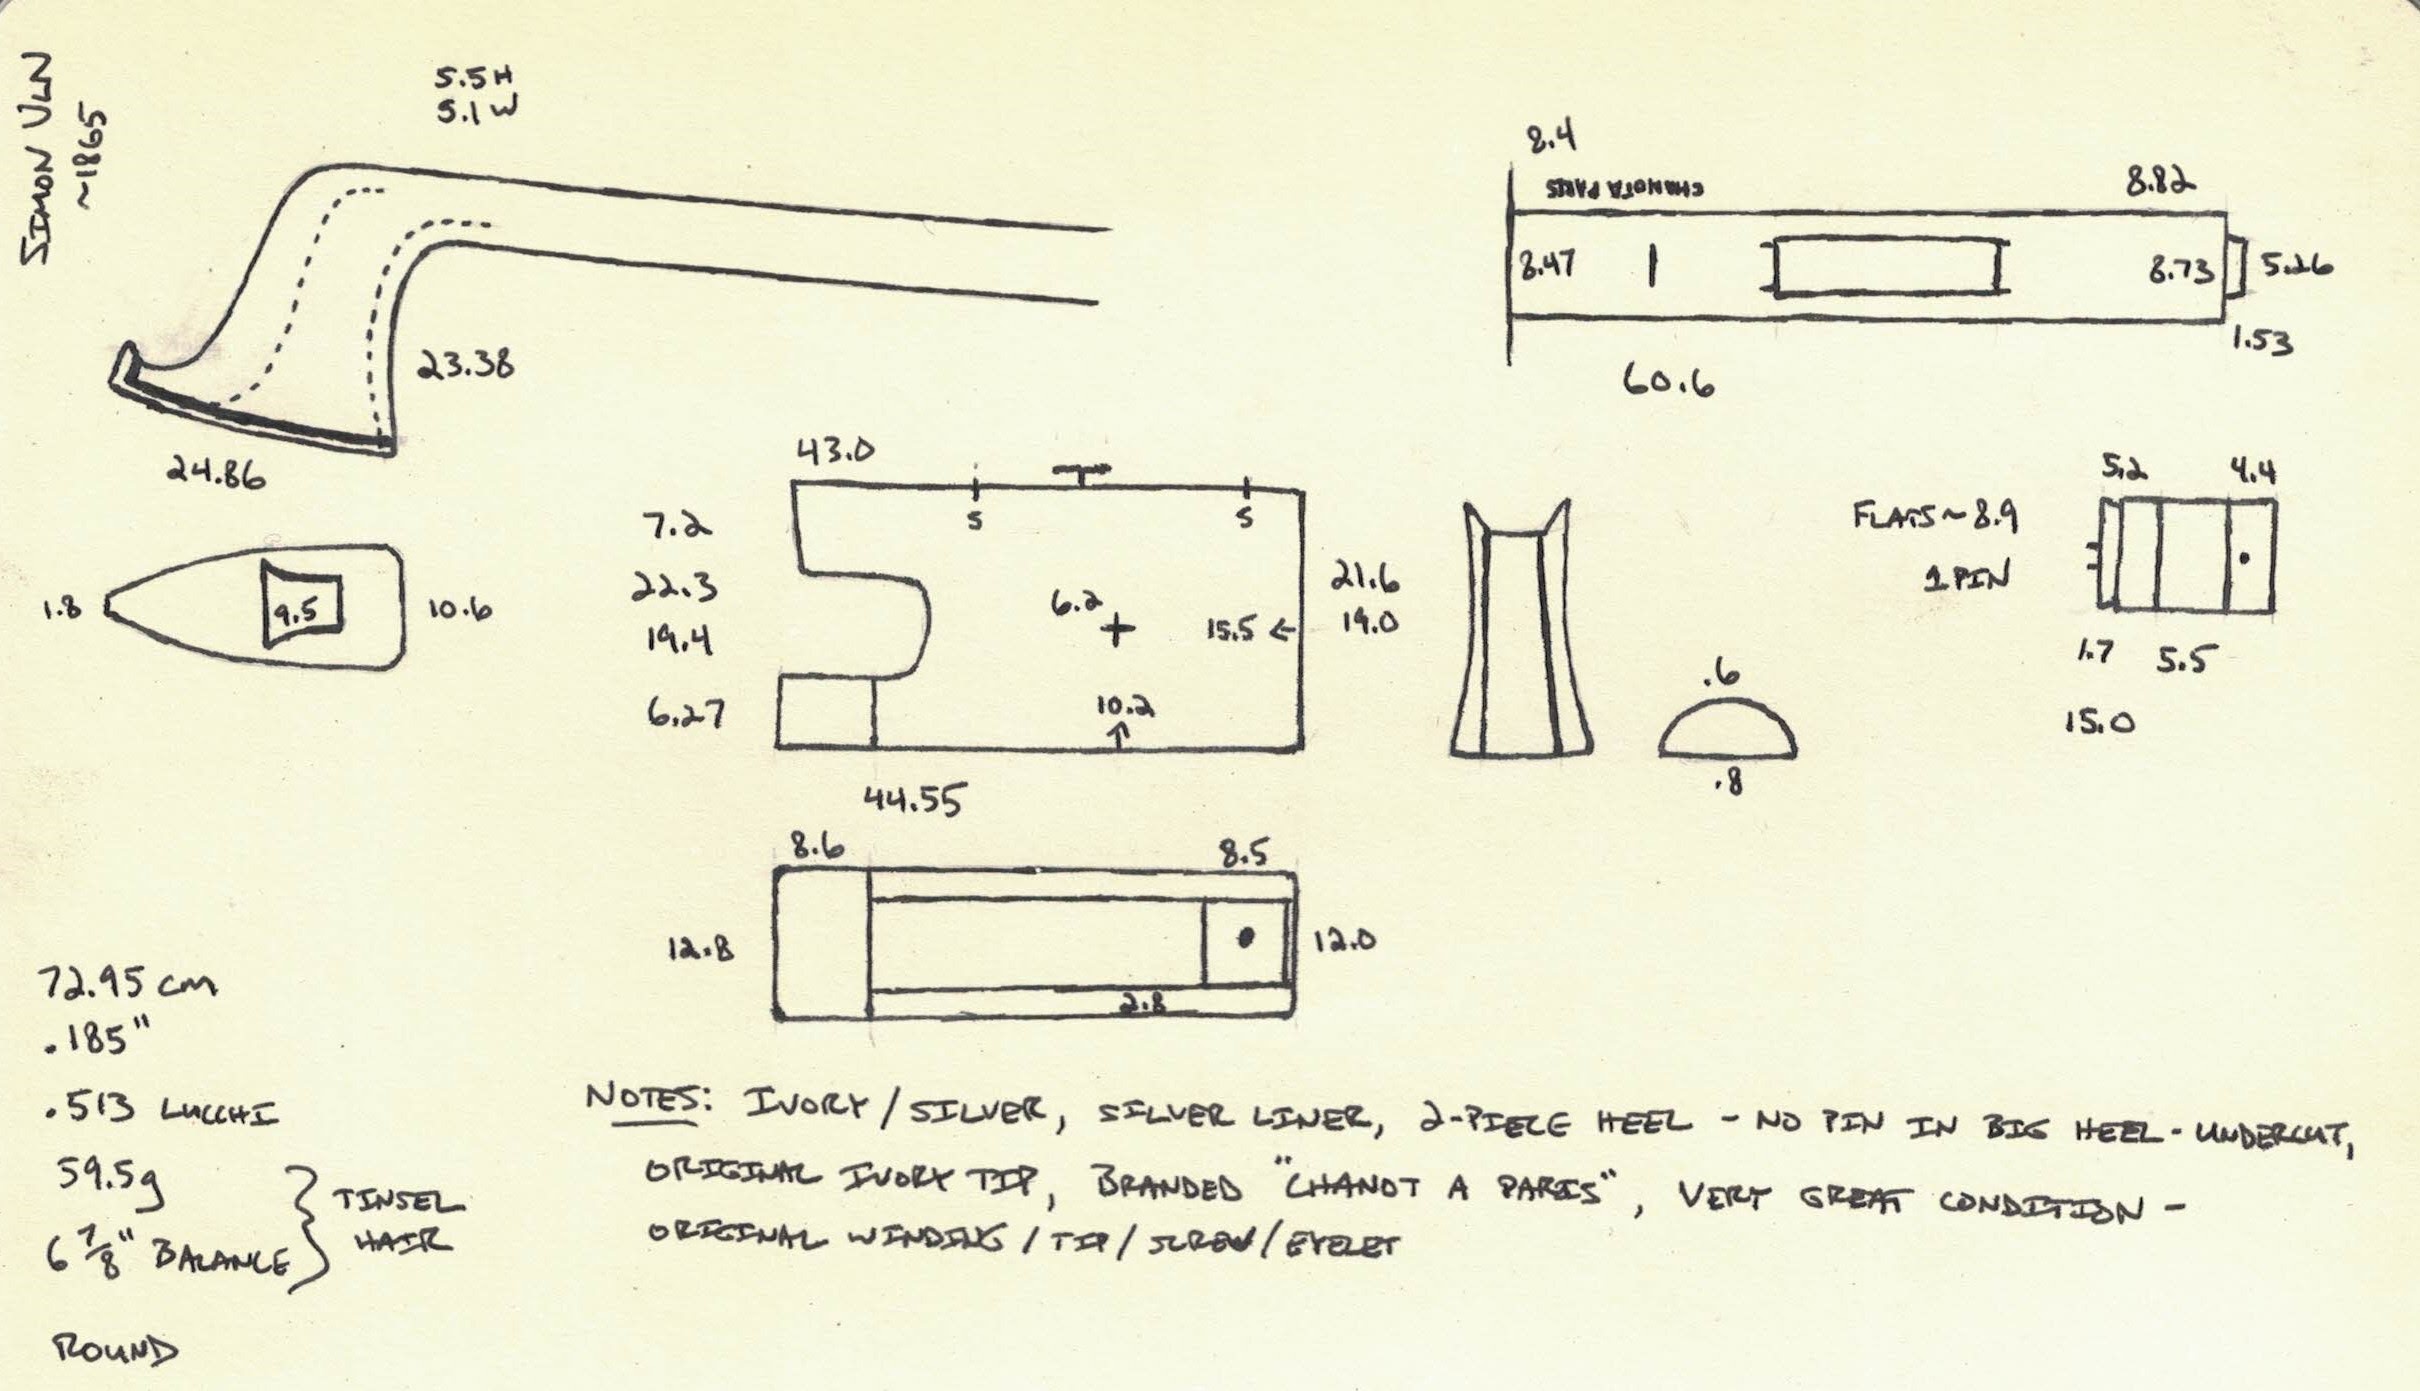 SIMON VLN
~1865
5.5H
5.1W
23.38
24.86
1.8
9.5
10.6
8.4
CHANOT A PARIS
8.82
8.47
8.73
5.26
1.53
60.6
43.0
5
5
7.2
22.3
19.4
6.27
6.2
15.5 ←
10.2
↑
21.6
19.0
44.55
.6
.8
FLATS ~ 8.9
1 PIN
5.2
4.4
1.7
5.5
15.0
8.6
8.5
12.8
12.0
2.8
72.95 cm
.185"
.513 LUCCHI
59.5g
6 7/8" BALANCE
TINSEL
HAIR
ROUND
NOTES: IVORY / SILVER, SILVER LINER, 2-PIECE HEEL - NO PIN IN BIG HEEL - UNDERCUT,
ORIGINAL IVORY TIP, BRANDED "CHANOT A PARIS", VERY GREAT CONDITION -
ORIGINAL WINDING / TIP / SCREW / EYELET